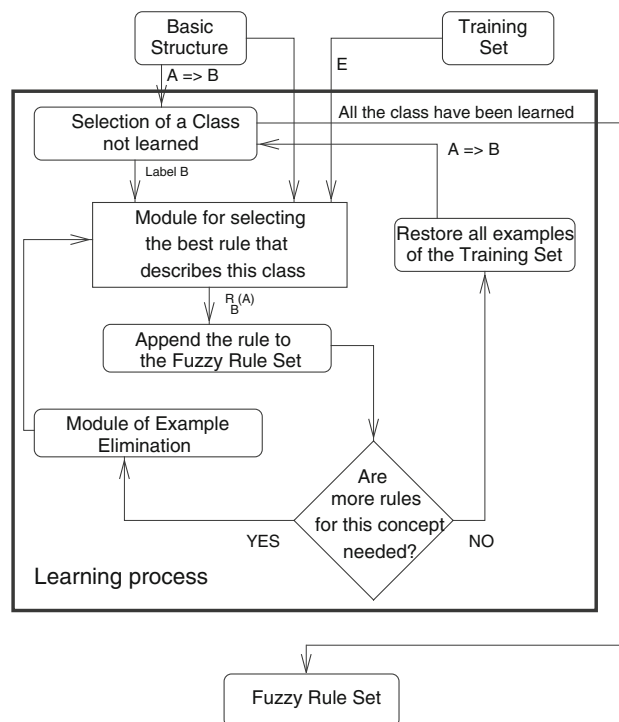 Basic
Structure
Training
Set
A => B
E
Selection of a Class
not learned
All the class have been learned
A => B
Label B
Module for selecting
the best rule that
describes this class
Restore all examples
of the Training Set
R (A)
B
Append the rule to
the Fuzzy Rule Set
Module of Example
Elimination
Are
more rules
for this concept
needed?
YES
NO
Learning process
Fuzzy Rule Set